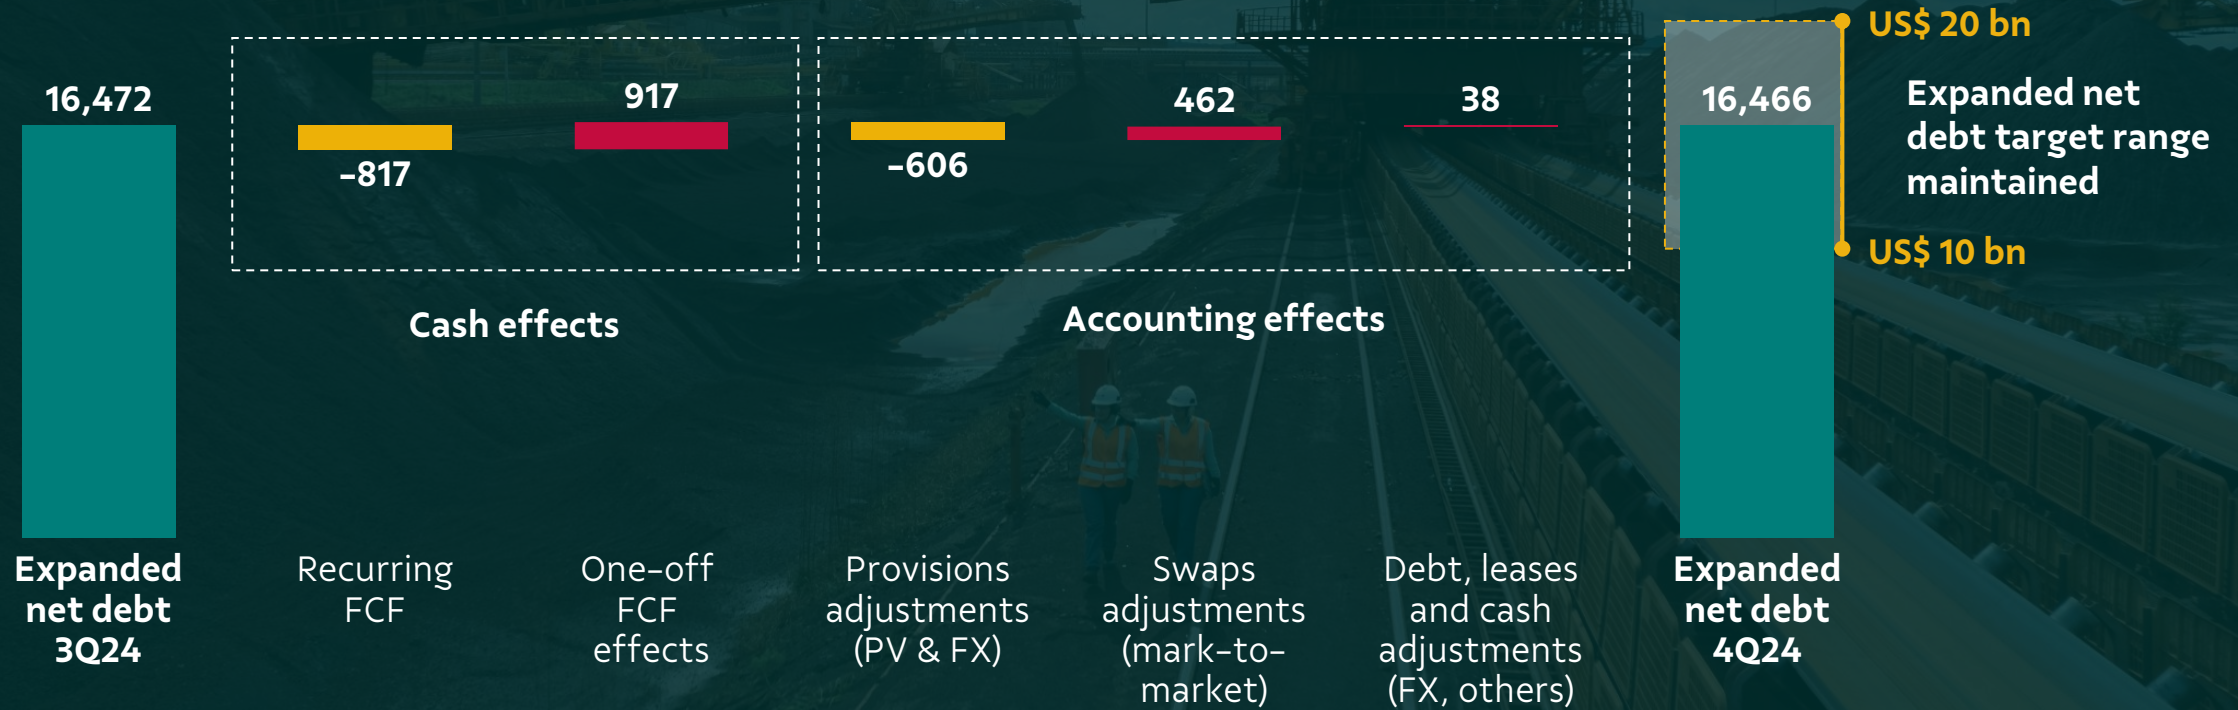 16,472
-817
917
-606
462
38
16,466
US$ 20 bn
Expanded net
debt target range
maintained
US$ 10 bn
Cash effects
Accounting effects
Expanded
net debt
3Q24
Recurring
FCF
One-off
FCF
effects
Provisions
adjustments
(PV & FX)
Swaps
adjustments
(mark-to-
market)
Debt, leases
and cash
adjustments
(FX, others)
Expanded
net debt
4Q24